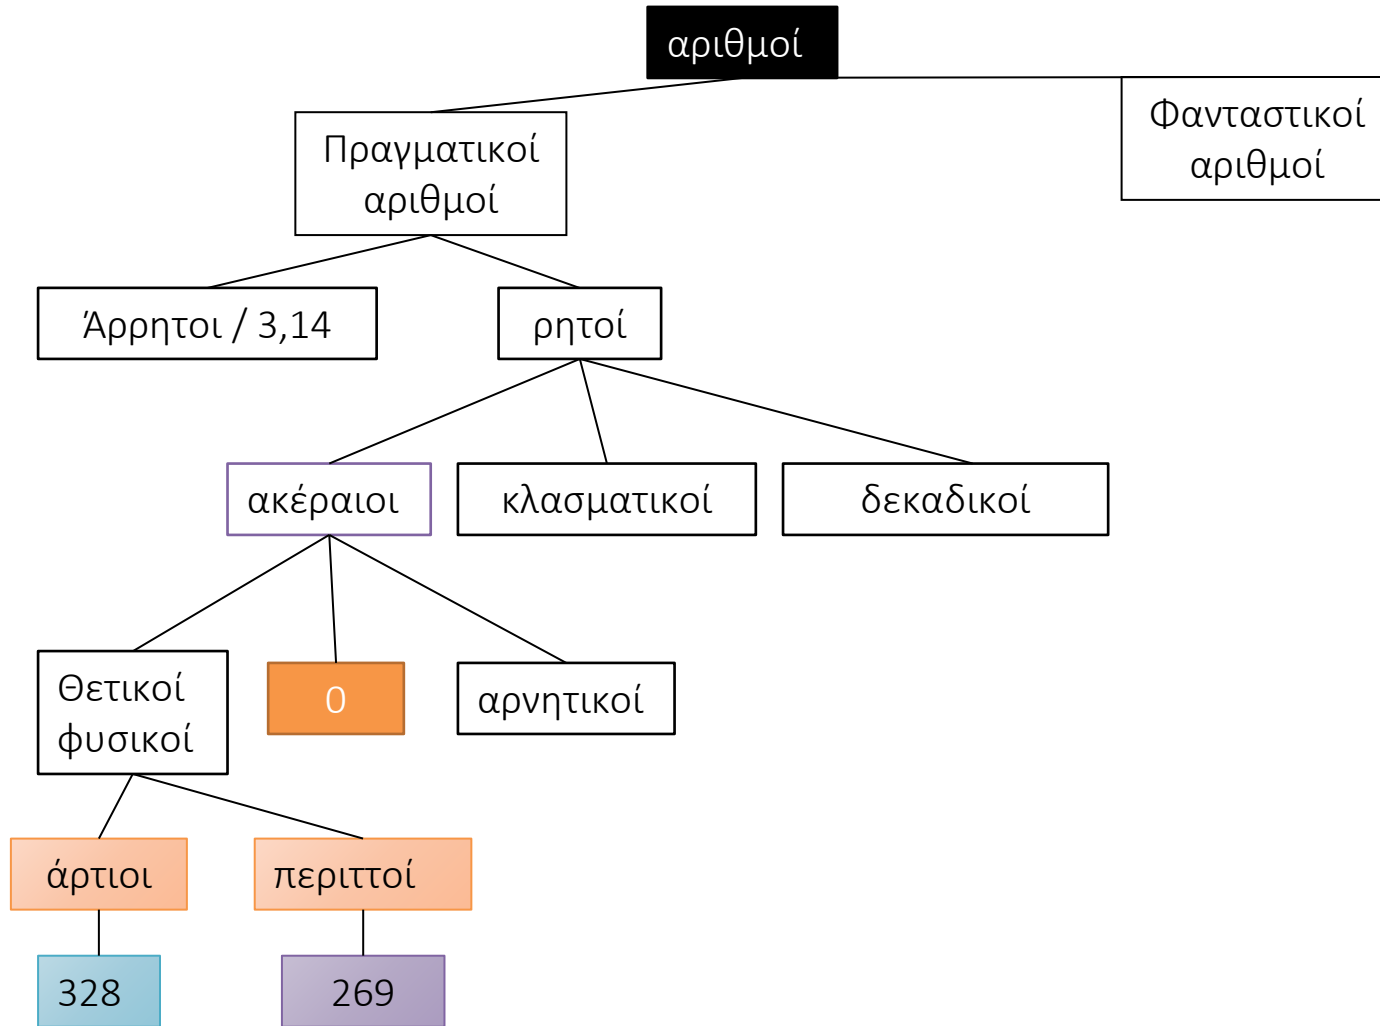 αριθμοί
Φανταστικοί
αριθμοί
Πραγματικοί
αριθμοί
Άρρητοι / 3,14
ρητοί
ακέραιοι
κλασματικοί
δεκαδικοί
Θετικοί
φυσικοί
0
αρνητικοί
άρτιοι
περιττοί
328
269